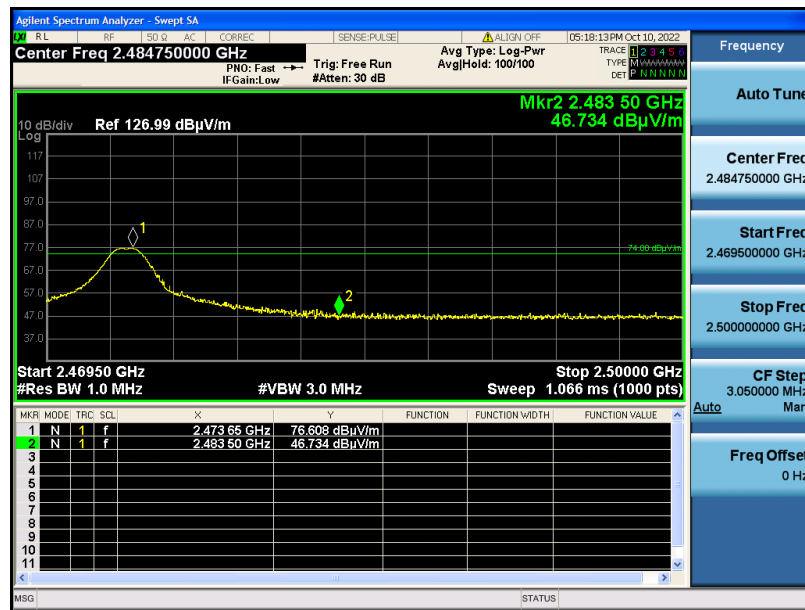 Agilent Spectrum Analyzer - Swept SA
LXI RL RF 50 Ω AC CORREC SENSE:PULSE ALIGN OFF 05:18:13 PM Oct 10, 2022
Center Freq 2.484750000 GHz
PNO: Fast
IFGain:Low
Trig: Free Run
#Atten: 30 dB
Avg Type: Log-Pwr
Avg|Hold: 100/100
TRACE 1 2 3 4 5 6
TYPE M
DET P N N N N N
Mkr2 2.483 50 GHz
46.734 dBµV/m
10 dB/div Ref 126.99 dBµV/m
Log
117
107
97.0
87.0
77.0
67.0
57.0
47.0
37.0
1
2
74.00 dBµV/m
Start 2.46950 GHz
Stop 2.50000 GHz
#Res BW 1.0 MHz #VBW 3.0 MHz Sweep 1.066 ms (1000 pts)
MKR MODE TRC SCL X Y FUNCTION FUNCTION WIDTH FUNCTION VALUE
1 N 1 f 2.473 65 GHz 76.608 dBµV/m
2 N 1 f 2.483 50 GHz 46.734 dBµV/m
3
4
5
6
7
8
9
10
11
MSG STATUS
Frequency
Auto Tune
Center Freq
2.484750000 GHz
Start Freq
2.469500000 GHz
Stop Freq
2.500000000 GHz
CF Step
3.050000 MHz
Auto Man
Freq Offset
0 Hz